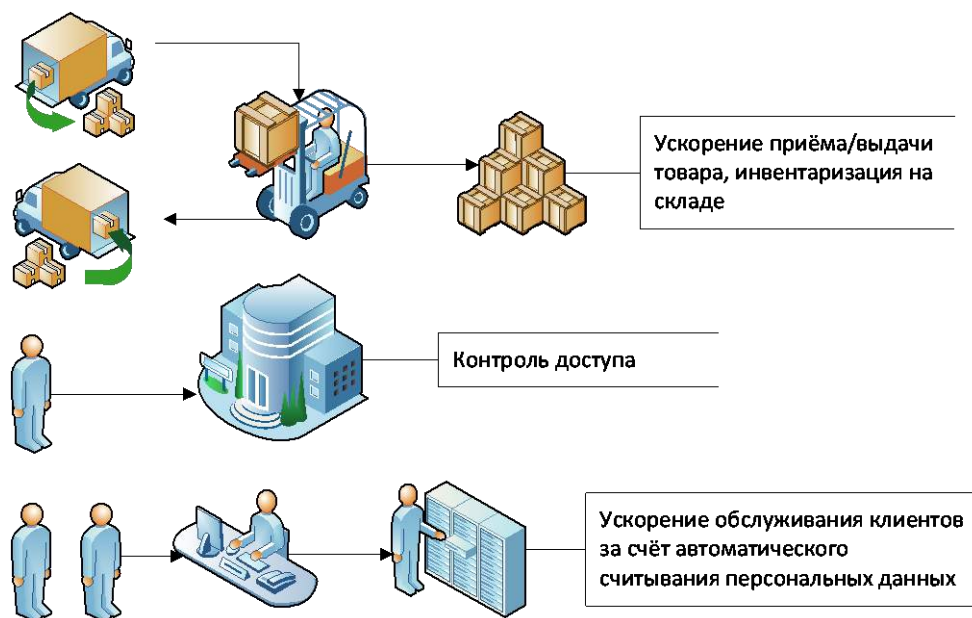 Ускорение приёма/выдачи
товара, инвентаризация на
складе
Контроль доступа
Ускорение обслуживания клиентов
за счёт автоматического
считывания персональных данных